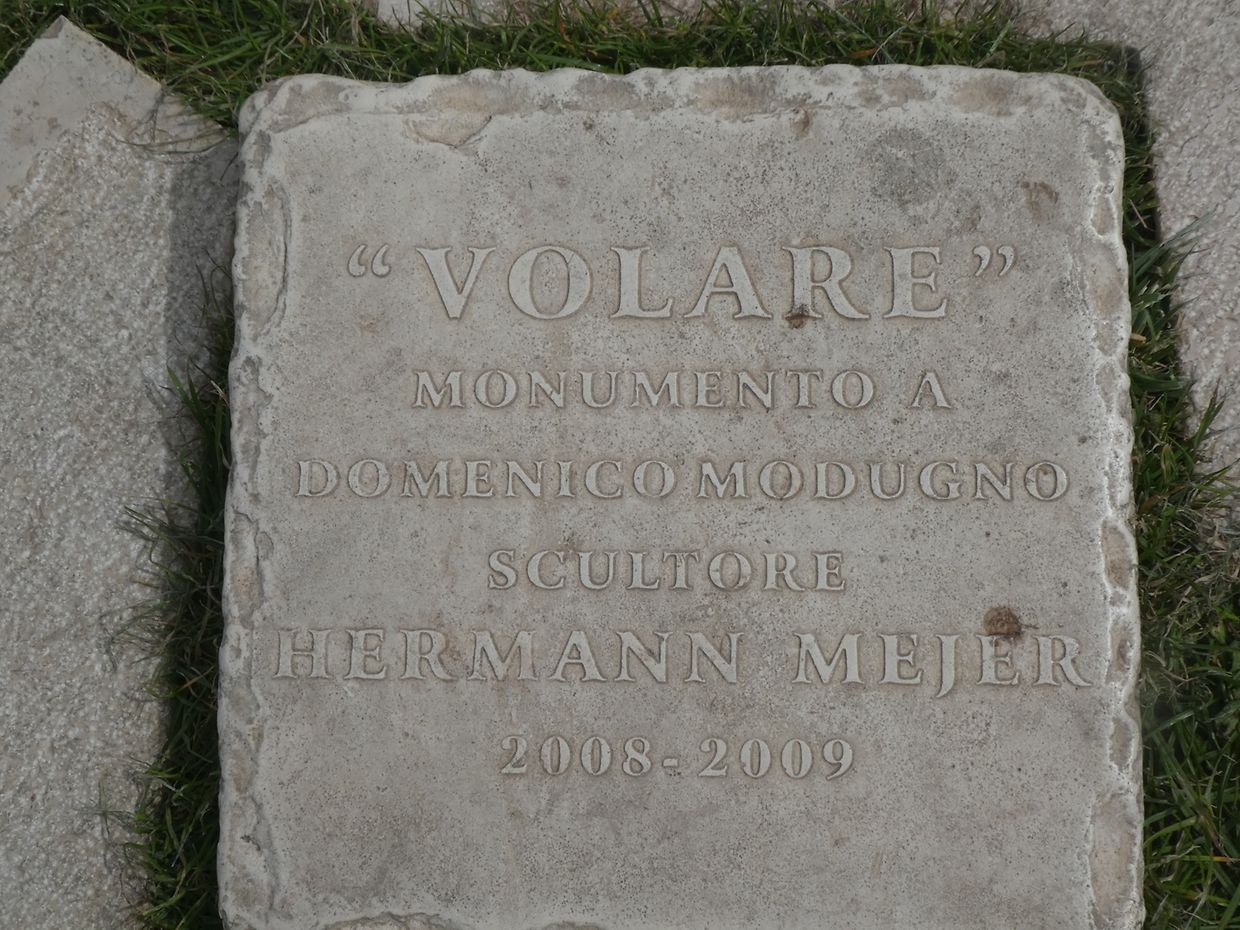 “VOLARE”
MONUMENTO A
DOMENICO MODUGNO
SCULTORE
HERMANN MEJER
2008-2009